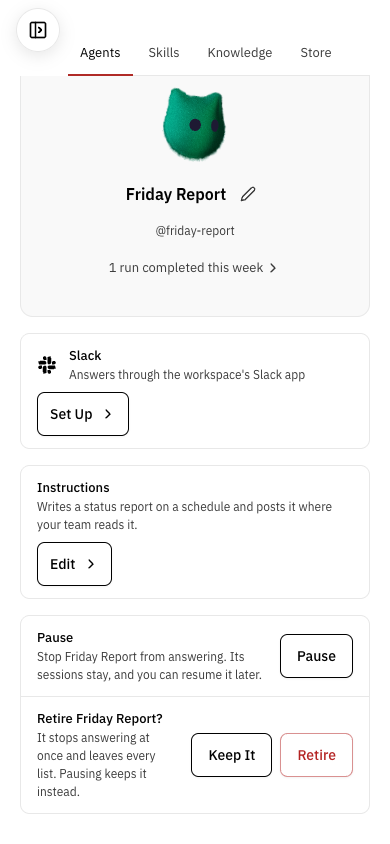 Agents Skills Knowledge Store
Friday Report
@friday-report
1 run completed this week
Slack
Answers through the workspace's Slack app
Set Up
Instructions
Writes a status report on a schedule and posts it where
your team reads it.
Edit
Pause
Stop Friday Report from answering. Its
sessions stay, and you can resume it later.
Pause
Retire Friday Report?
It stops answering at
once and leaves every
list. Pausing keeps it
instead.
Keep It
Retire